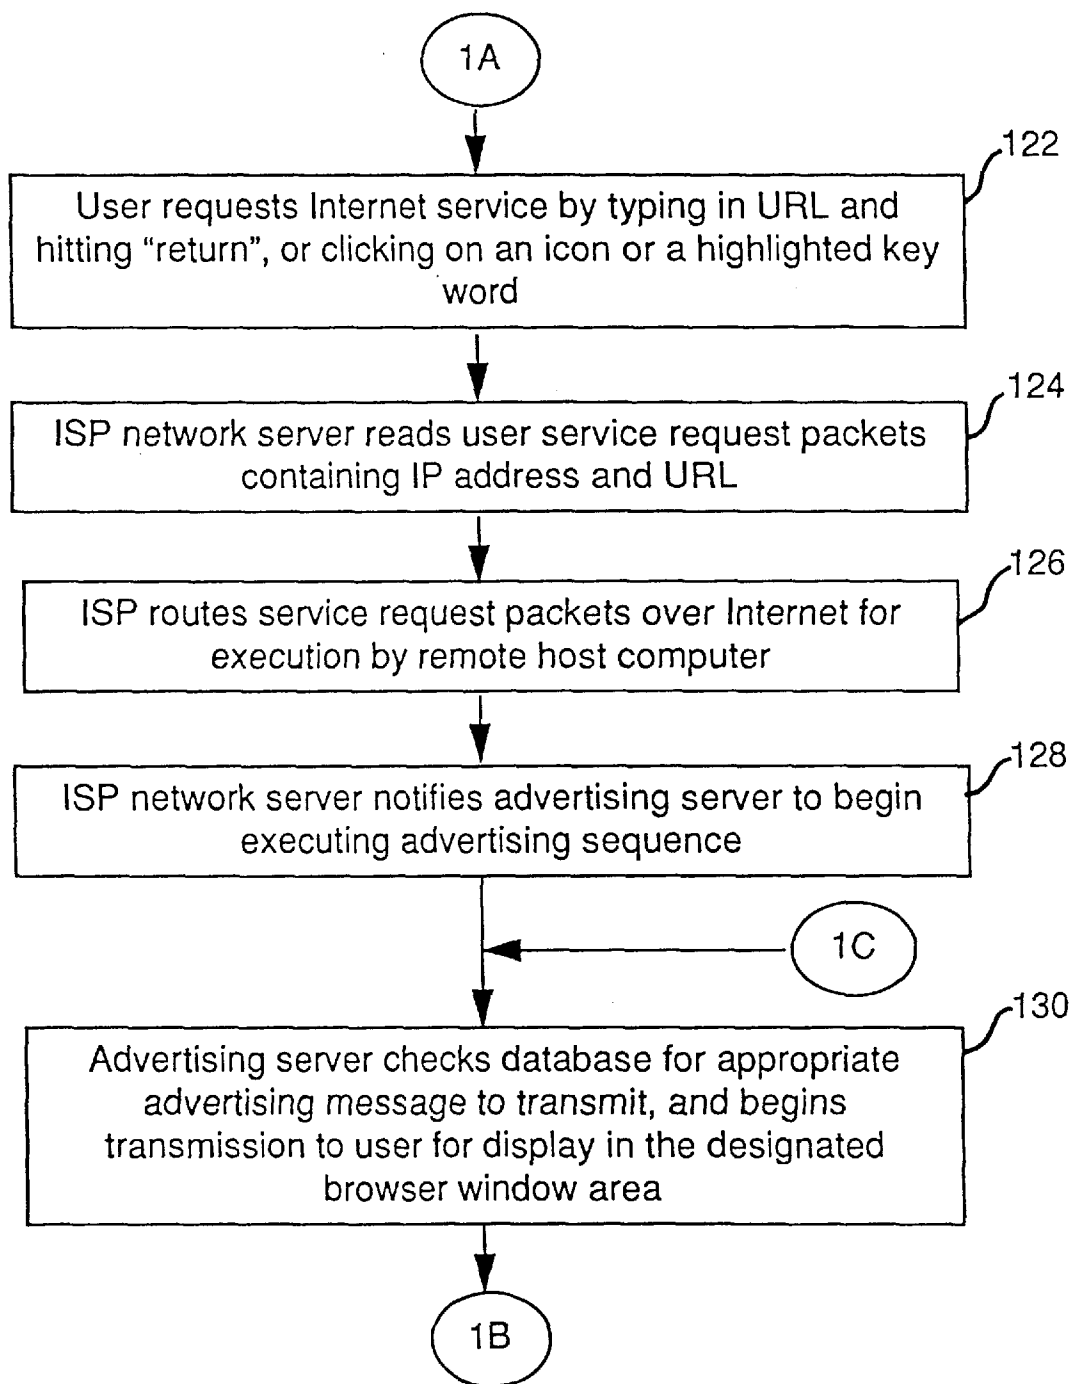 1A
122
User requests Internet service by typing in URL and
hitting “return”, or clicking on an icon or a highlighted key
word
124
ISP network server reads user service request packets
containing IP address and URL
126
ISP routes service request packets over Internet for
execution by remote host computer
128
ISP network server notifies advertising server to begin
executing advertising sequence
1C
130
Advertising server checks database for appropriate
advertising message to transmit, and begins
transmission to user for display in the designated
browser window area
1B